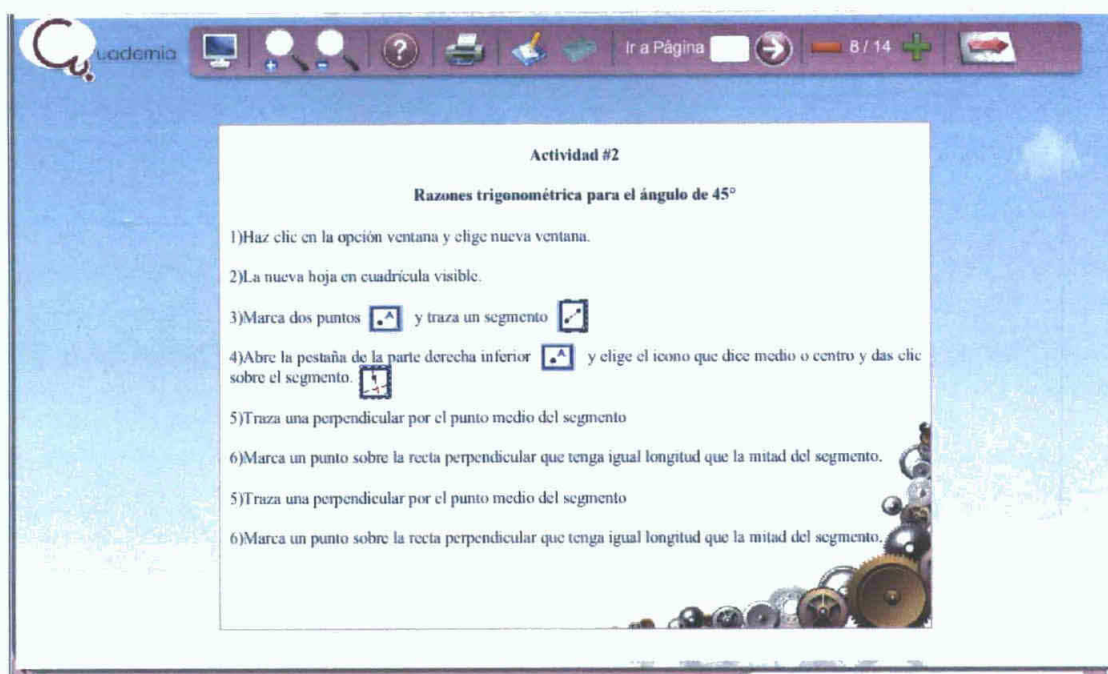 Cuademia
Ir a Página
8 / 14
Actividad #2
Razones trigonométrica para el ángulo de 45°
1)Haz clic en la opción ventana y elige nueva ventana.
2)La nueva hoja en cuadrícula visible.
3)Marca dos puntos A y traza un segmento
4)Abre la pestaña de la parte derecha inferior A y elige el icono que dice medio o centro y das clic
sobre el segmento.
5)Traza una perpendicular por el punto medio del segmento
6)Marca un punto sobre la recta perpendicular que tenga igual longitud que la mitad del segmento.
5)Traza una perpendicular por el punto medio del segmento
6)Marca un punto sobre la recta perpendicular que tenga igual longitud que la mitad del segmento.